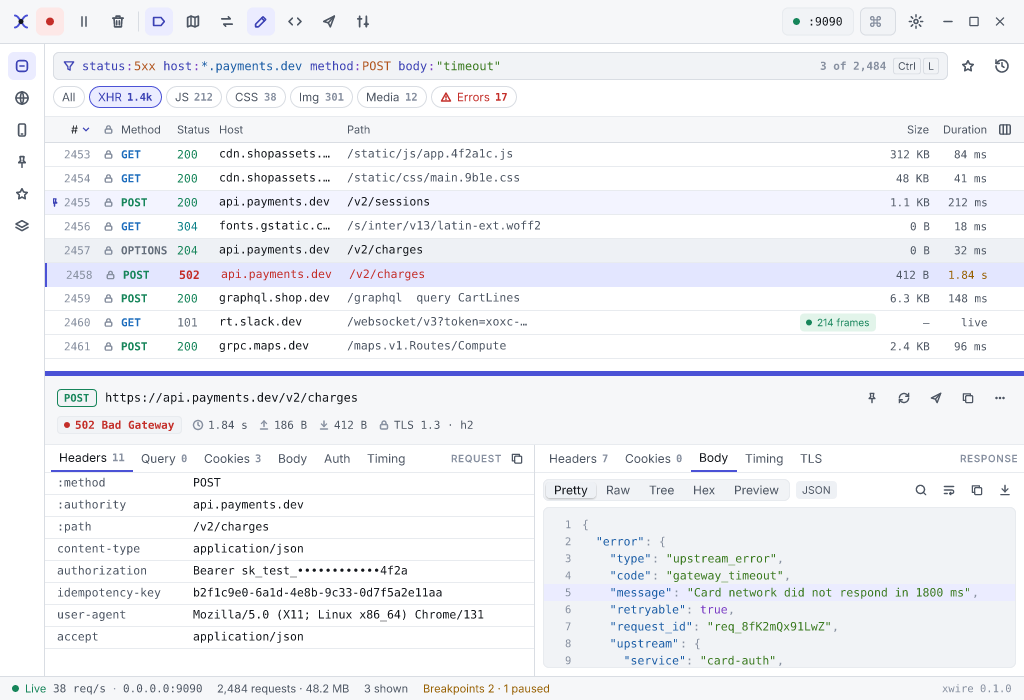 :9090 ⌘
status:5xx host:*.payments.dev method:POST body:"timeout" 3 of 2,484 Ctrl L
All XHR 1.4k JS 212 CSS 38 Img 301 Media 12 Errors 17
# Method Status Host Path Size Duration
2453 GET 200 cdn.shopassets.… /static/js/app.4f2a1c.js 312 KB 84 ms
2454 GET 200 cdn.shopassets.… /static/css/main.9b1e.css 48 KB 41 ms
2455 POST 200 api.payments.dev /v2/sessions 1.1 KB 212 ms
2456 GET 304 fonts.gstatic.c… /s/inter/v13/latin-ext.woff2 0 B 18 ms
2457 OPTIONS 204 api.payments.dev /v2/charges 0 B 32 ms
2458 POST 502 api.payments.dev /v2/charges 412 B 1.84 s
2459 POST 200 graphql.shop.dev /graphql query CartLines 6.3 KB 148 ms
2460 GET 101 rt.slack.dev /websocket/v3?token=xoxc-… 214 frames — live
2461 POST 200 grpc.maps.dev /maps.v1.Routes/Compute 2.4 KB 96 ms
POST https://api.payments.dev/v2/charges
502 Bad Gateway 1.84 s 186 B 412 B TLS 1.3 · h2
Headers 11 Query 0 Cookies 3 Body Auth Timing REQUEST
:method POST
:authority api.payments.dev
:path /v2/charges
content-type application/json
authorization Bearer sk_test_••••••••••••4f2a
idempotency-key b2f1c9e0-6a1d-4e8b-9c33-0d7f5a2e11aa
user-agent Mozilla/5.0 (X11; Linux x86_64) Chrome/131
accept application/json
Headers 7 Cookies 0 Body Timing TLS RESPONSE
Pretty Raw Tree Hex Preview JSON
1 {
2 "error": {
3 "type": "upstream_error",
4 "code": "gateway_timeout",
5 "message": "Card network did not respond in 1800 ms",
6 "retryable": true,
7 "request_id": "req_8fK2mQx91LwZ",
8 "upstream": {
9 "service": "card-auth",
Live 38 req/s · 0.0.0.0:9090 2,484 requests · 48.2 MB 3 shown Breakpoints 2 · 1 paused xwire 0.1.0